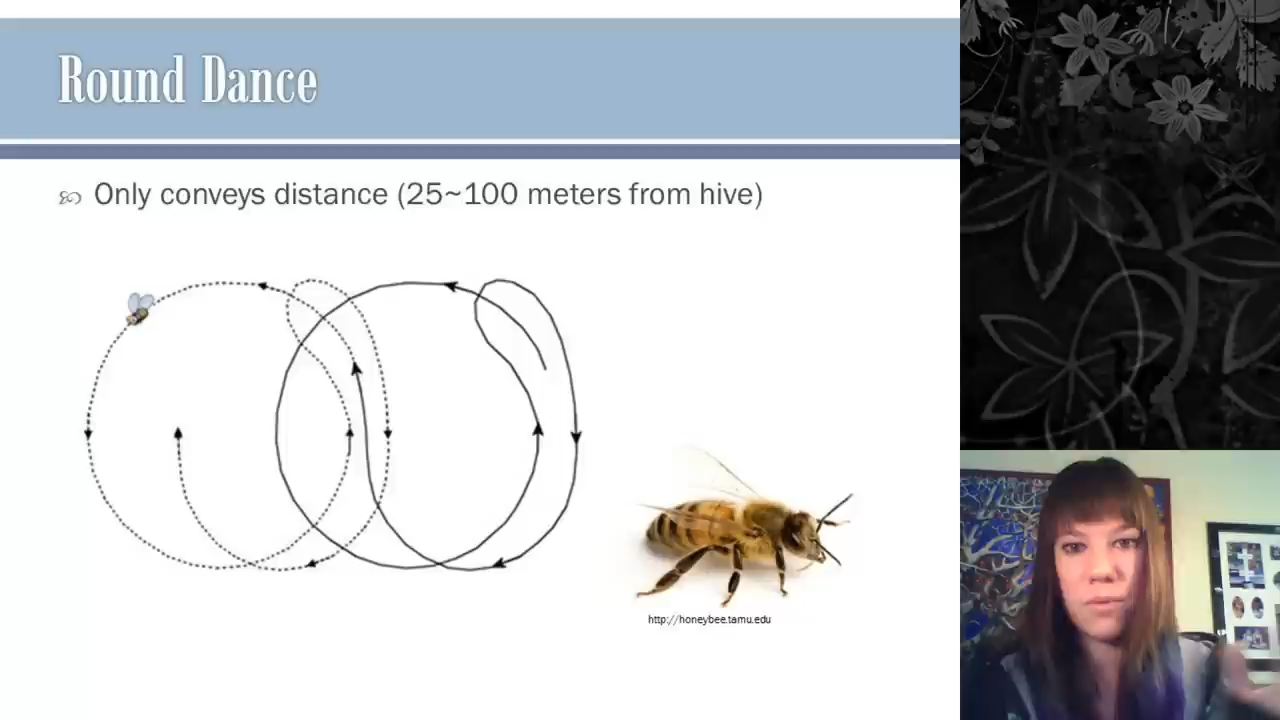 Round Dance
Only conveys distance (25~100 meters from hive)
http://honeybee.tamu.edu